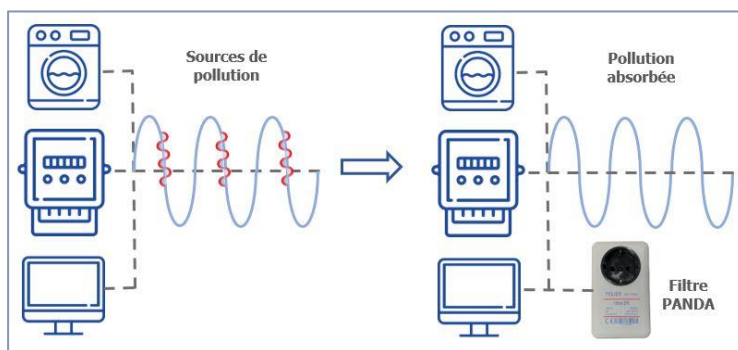 Sources de
pollution
Pollution
absorbée
Filtre
PANDA